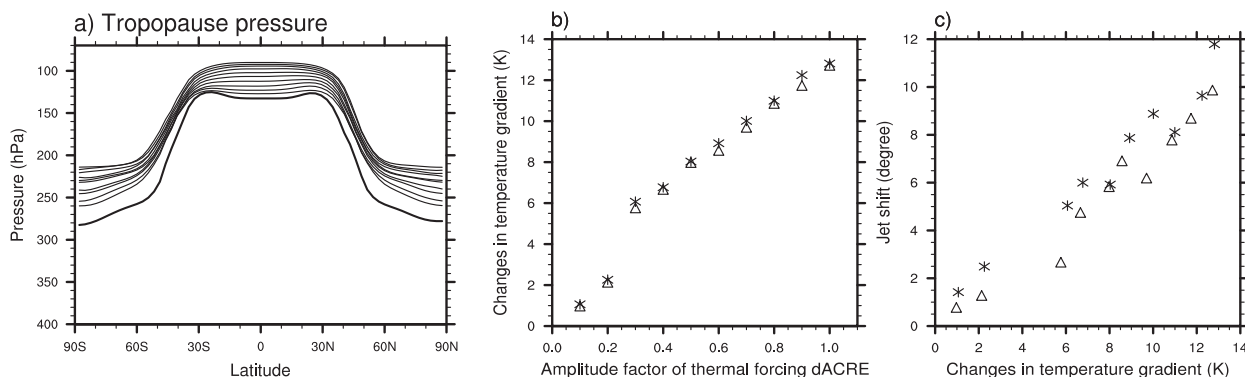 a) Tropopause pressure
Pressure (hPa)
100
150
200
250
300
350
400
90S 60S 30S 0 30N 60N 90N
Latitude
b)
Changes in temperature gradient (K)
14
12
10
8
6
4
2
0
0.0 0.2 0.4 0.6 0.8 1.0
Amplitude factor of thermal forcing dACRE
c)
Jet shift (degree)
12
10
8
6
4
2
0
0 2 4 6 8 10 12 14
Changes in temperature gradient (K)